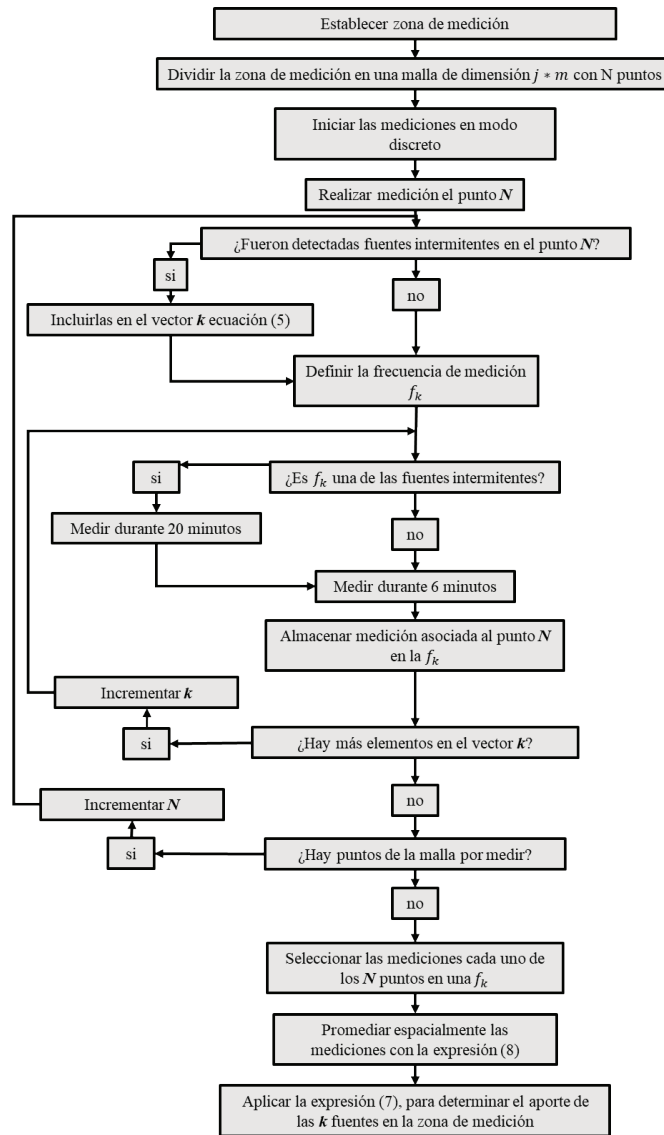 Establecer zona de medición
Dividir la zona de medición en una malla de dimensión j * m con N puntos
Iniciar las mediciones en modo
discreto
Realizar medición el punto N
¿Fueron detectadas fuentes intermitentes en el punto N?
si
no
Incluirlas en el vector k ecuación (5)
Definir la frecuencia de medición
fₖ
¿Es fₖ una de las fuentes intermitentes?
si
no
Medir durante 20 minutos
Medir durante 6 minutos
Almacenar medición asociada al punto N
en la fₖ
Incrementar k
si
¿Hay más elementos en el vector k?
no
Incrementar N
si
¿Hay puntos de la malla por medir?
no
Seleccionar las mediciones cada uno de
los N puntos en una fₖ
Promediar espacialmente las
mediciones con la expresión (8)
Aplicar la expresión (7), para determinar el aporte de
las k fuentes en la zona de medición